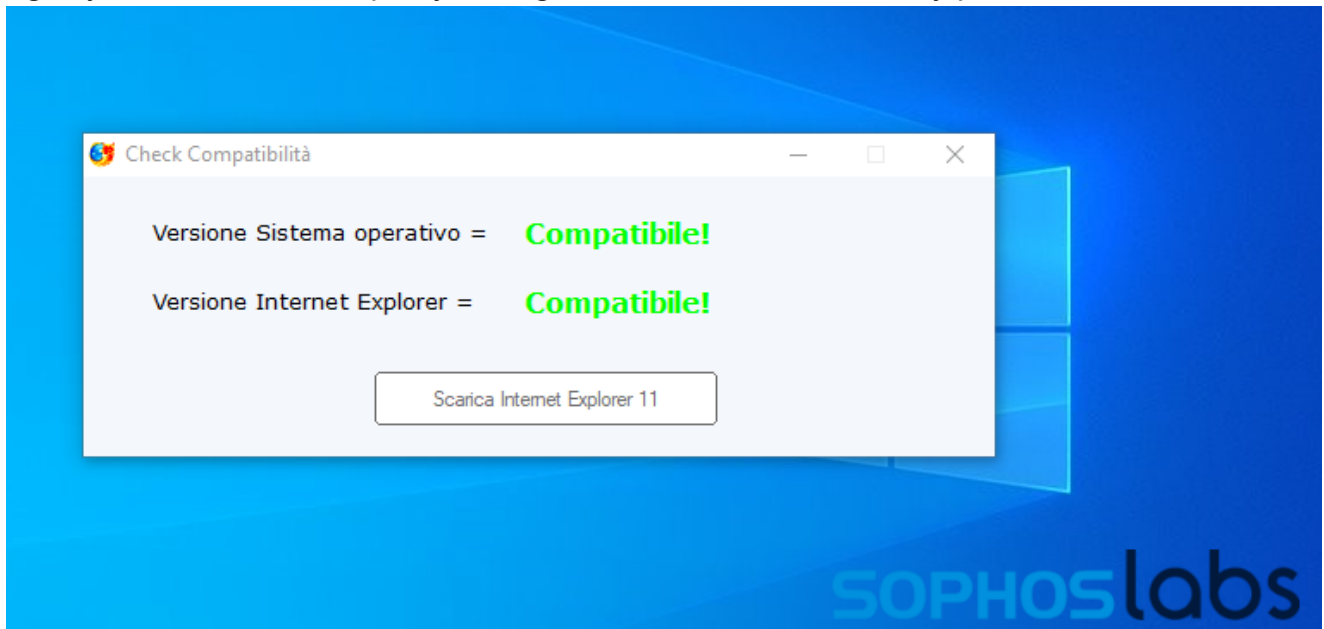 Check Compatibilità
Versione Sistema operativo = Compatibile!
Versione Internet Explorer = Compatibile!
Scarica Internet Explorer 11
SOPHOSlabs